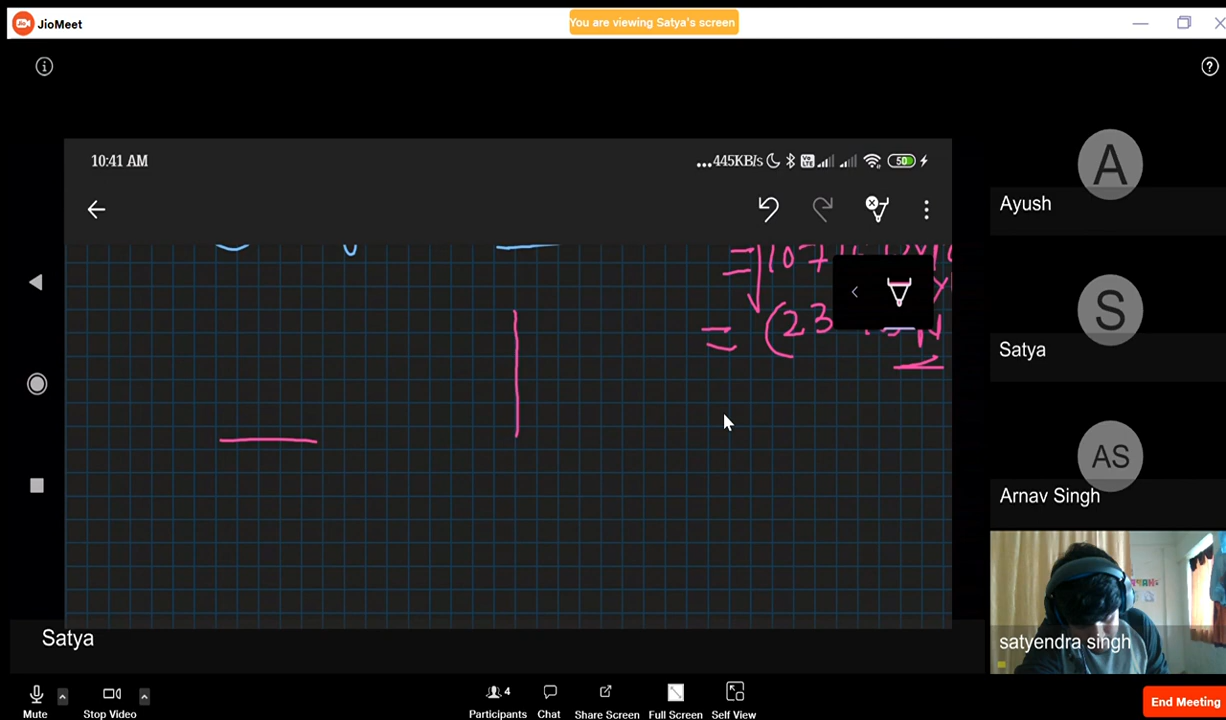 JioMeet
You are viewing Satya's screen
10:41 AM
...445KB/s
50
Ayush
A
Satya
S
AS
Arnav Singh
= (23
satyendra singh
Satya
Mute
Stop Video
Participants
4
Chat
Share Screen
Full Screen
Self View
End Meeting